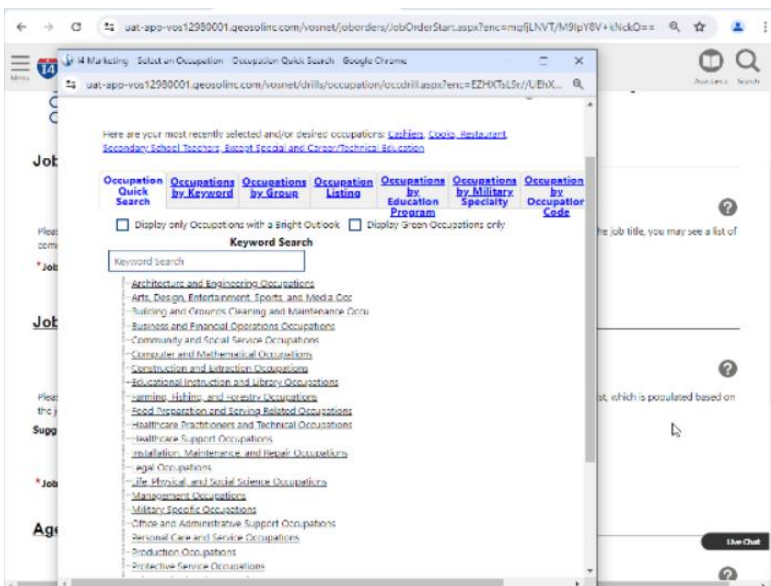 uat-app-vos12980001.geosolinc.com/vosnet/joborders/JobOrderStart.aspx?enc=
Menu
I4
I4 Marketing - Select an Occupation - Occupation Quick Search - Google Chrome
uat-app-vos12980001.geosolinc.com/vosnet/drills/occupation/occdrill.aspx?enc=
Assistance Search
Here are your most recently selected and/or desired occupations: Cashiers, Cooks, Restaurant,
Secondary School Teachers, Except Special and Career/Technical Education
Job
Occupation Quick Search
Occupations by Keyword
Occupations by Group
Occupation Listing
Occupations by Education Program
Occupations by Military Specialty
Occupation by Occupation Code
Display only Occupations with a Bright Outlook Display Green Occupations only
Keyword Search
Keyword Search
Pleas
he job title, you may see a list of
com
*Job
Architecture and Engineering Occupations
Arts, Design, Entertainment, Sports, and Media Occ
Building and Grounds Cleaning and Maintenance Occu
Business and Financial Operations Occupations
Community and Social Service Occupations
Computer and Mathematical Occupations
Construction and Extraction Occupations
Educational Instruction and Library Occupations
Farming, Fishing, and Forestry Occupations
Food Preparation and Serving Related Occupations
Healthcare Practitioners and Technical Occupations
Healthcare Support Occupations
Installation, Maintenance, and Repair Occupations
Legal Occupations
Life, Physical, and Social Science Occupations
Management Occupations
Military Specific Occupations
Office and Administrative Support Occupations
Personal Care and Service Occupations
Production Occupations
Protective Service Occupations
Job
Pleas
st, which is populated based on
the j
Sugg
*Job
Age
Live Chat